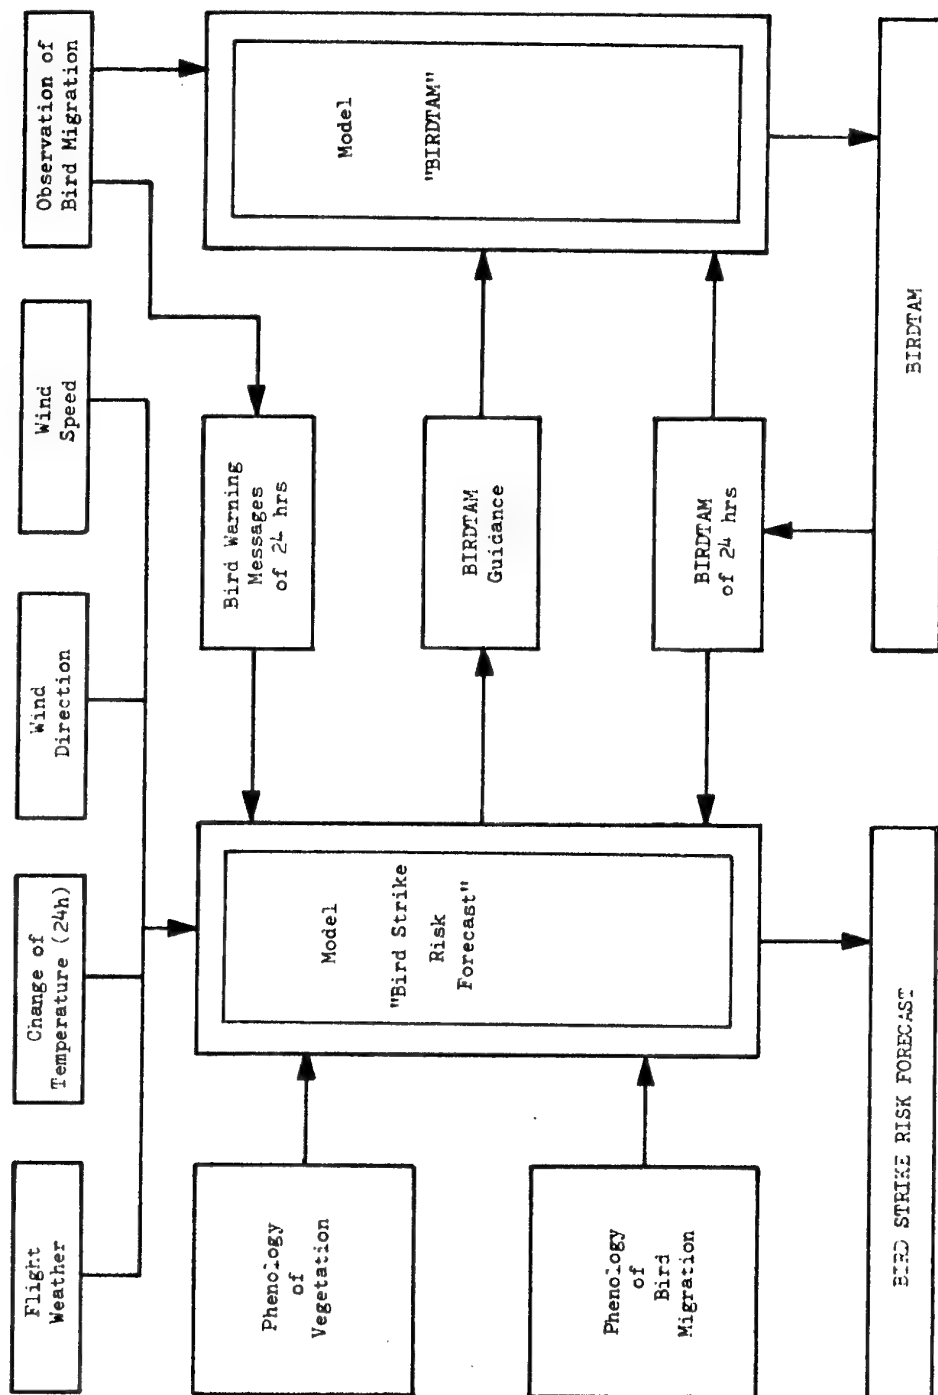 Flight
Weather
Change of
Temperature (24h)
Wind
Direction
Wind
Speed
Observation of
Bird Migration
Phenology
of
Vegetation
Phenology
of
Bird
Migration
Model
"Bird Strike
Risk
Forecast"
Bird Warning
Messages
of 24 hrs
BIRDTAM
Guidance
BIRDTAM
of 24 hrs
Model
"BIRDTAM"
BIRD STRIKE RISK FORECAST
BIRDTAM